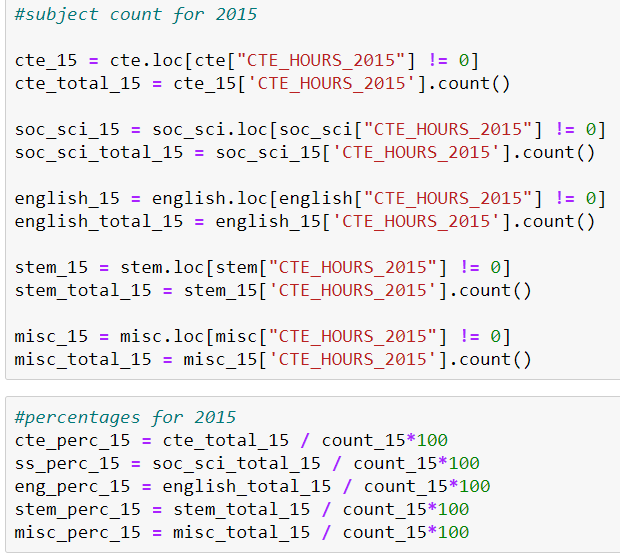 #subject count for 2015
cte_15 = cte.loc[cte["CTE_HOURS_2015"] != 0]
cte_total_15 = cte_15['CTE_HOURS_2015'].count()
soc_sci_15 = soc_sci.loc[soc_sci["CTE_HOURS_2015"] != 0]
soc_sci_total_15 = soc_sci_15['CTE_HOURS_2015'].count()
english_15 = english.loc[english["CTE_HOURS_2015"] != 0]
english_total_15 = english_15['CTE_HOURS_2015'].count()
stem_15 = stem.loc[stem["CTE_HOURS_2015"] != 0]
stem_total_15 = stem_15['CTE_HOURS_2015'].count()
misc_15 = misc.loc[misc["CTE_HOURS_2015"] != 0]
misc_total_15 = misc_15['CTE_HOURS_2015'].count()
#percentages for 2015
cte_perc_15 = cte_total_15 / count_15*100
ss_perc_15 = soc_sci_total_15 / count_15*100
eng_perc_15 = english_total_15 / count_15*100
stem_perc_15 = stem_total_15 / count_15*100
misc_perc_15 = misc_total_15 / count_15*100